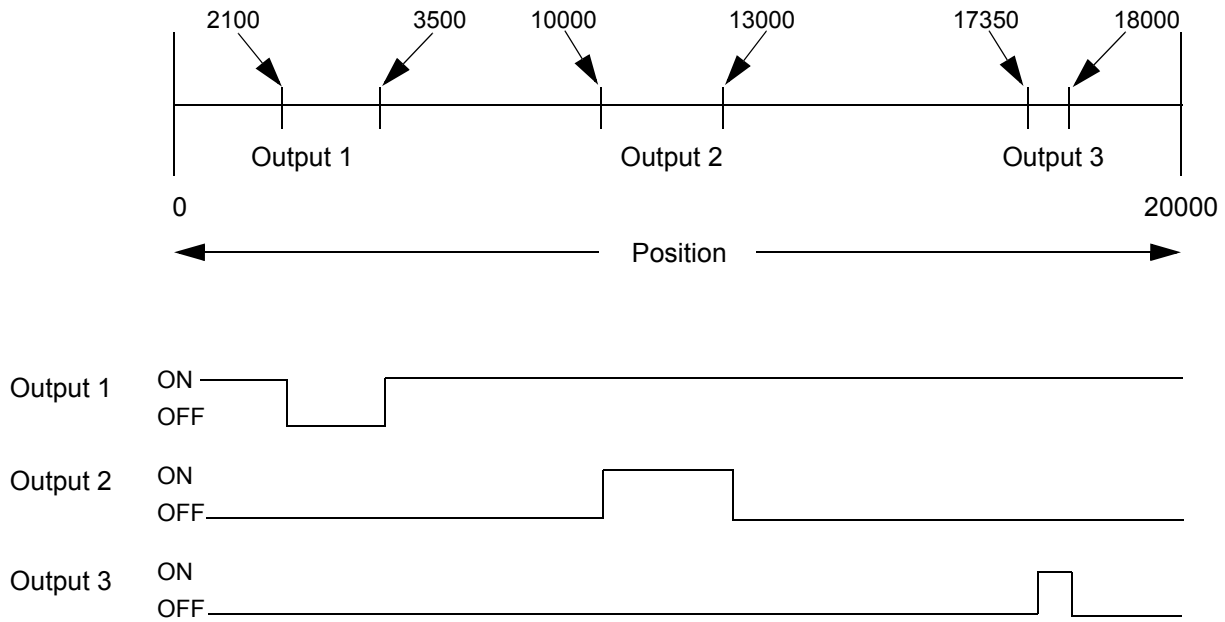 2100 3500 10000 13000 17350 18000
Output 1 Output 2 Output 3
0 20000
Position
Output 1 ON
OFF
Output 2 ON
OFF
Output 3 ON
OFF